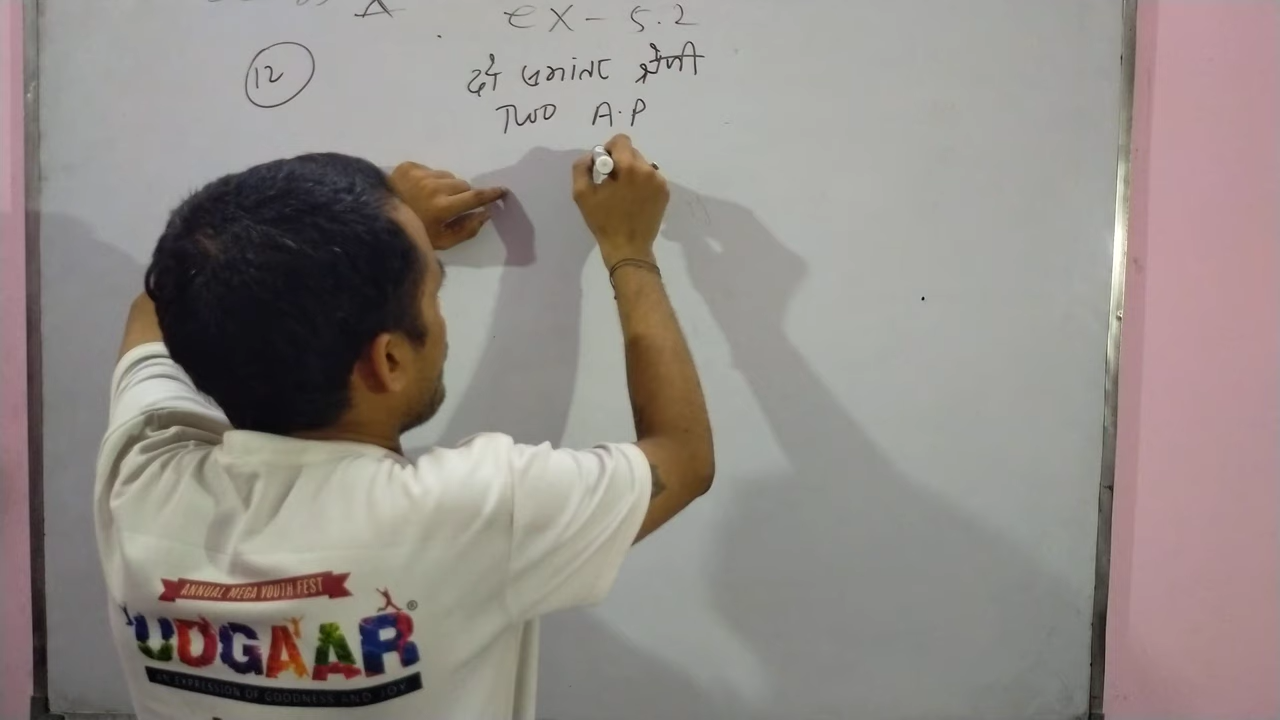 ex - 5.2
12
दो समांतर श्रेणी
Two A.P
ANNUAL MEGA YOUTH FEST
UDGAAR®
AN EXPRESSION OF GOODNESS AND JOY